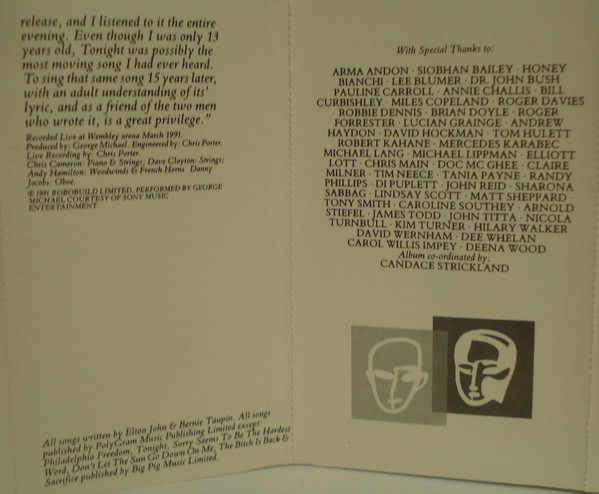 release, and I listened to it the entire
evening. Even though I was only 13
years old, Tonight was possibly the
most moving song I had ever heard.
To sing that same song 15 years later,
with an adult understanding of its'
lyric, and as a friend of the two men
who wrote it, is a great privilege."
Recorded Live at Wembley arena March 1991.
Produced by: George Michael. Engineered by: Chris Porter.
Live Recording by: Chris Porter.
Chris Cameron: Piano & Strings; Dave Clayton: Strings;
Andy Hamilton: Woodwinds & French Horns Danny
Jacobs: Oboe.
℗ 1991 ROBOBUILD LIMITED, PERFORMED BY GEORGE
MICHAEL COURTESY OF SONY MUSIC
ENTERTAINMENT
All songs written by Elton John & Bernie Taupin. All songs
published by PolyGram Music Publishing Limited except:
Philadelphia Freedom, Tonight, Sorry Seems To Be The Hardest
Word, Don't Let The Sun Go Down On Me, The Bitch Is Back &
Sacrifice published by Big Pig Music Limited.
With Special Thanks to:
ARMA ANDON · SIOBHAN BAILEY · HONEY
BIANCHI · LEE BLUMER · DR. JOHN BUSH
PAULINE CARROLL · ANNIE CHALLIS · BILL
CURBISHLEY · MILES COPELAND · ROGER DAVIES
ROBBIE DENNIS · BRIAN DOYLE · ROGER
FORRESTER · LUCIAN GRAINGE · ANDREW
HAYDON · DAVID HOCKMAN · TOM HULETT
ROBERT KAHANE · MERCEDES KARABEC
MICHAEL LANG · MICHAEL LIPPMAN · ELLIOTT
LOTT · CHRIS MAIN · DOC MC GHEE · CLAIRE
MILNER · TIM NEECE · TANIA PAYNE · RANDY
PHILLIPS · DI PUPLETT · JOHN REID · SHARONA
SABBAG · LINDSAY SCOTT · MATT SHEPPARD ·
TONY SMITH · CAROLINE SOUTHEY · ARNOLD
STIEFEL · JAMES TODD · JOHN TITTA · NICOLA
TURNBULL · KIM TURNER · HILARY WALKER
DAVID WERNHAM · DEE WHELAN
CAROL WILLIS IMPEY · DEENA WOOD
Album co-ordinated by:
CANDACE STRICKLAND